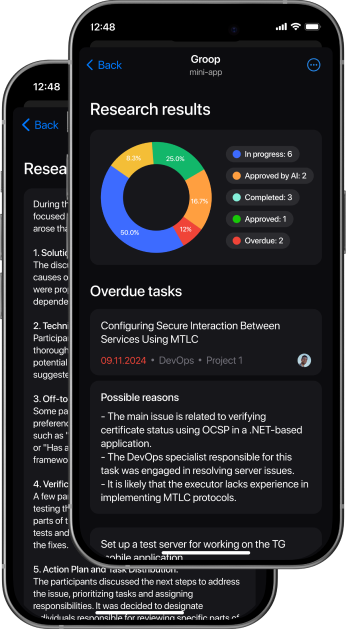 12:48
Back
Groop
mini-app
Research results
8.3%
25.0%
16.7%
12%
50.0%
In progress: 6
Approved by AI: 2
Completed: 3
Approved: 1
Overdue: 2
Overdue tasks
Configuring Secure Interaction Between
Services Using MTLC
09.11.2024 • DevOps • Project 1
Possible reasons
- The main issue is related to verifying
certificate status using OCSP in a .NET-based
application.
- The DevOps specialist responsible for this
task was engaged in resolving server issues.
- It is likely that the executor lacks experience in
implementing MTLC protocols.
Set up a test server for working on the TG
mobile application
12:48
Back
Resea
During th
focused
arose tha
1. Solutio
The discu
causes o
were prop
depende
2. Techni
Participa
thorough
potential
suggeste
3. Off-to
Some pa
preferenc
such as "
or "Has a
framewo
4. Verific
A few pa
testing th
parts of t
tests and
the fixes.
5. Action Plan and Task Distribution:
The participants discussed the next steps to address
the issue, prioritizing tasks and assigning
responsibilities. It was decided to designate
individuals responsible for reviewing specific parts of